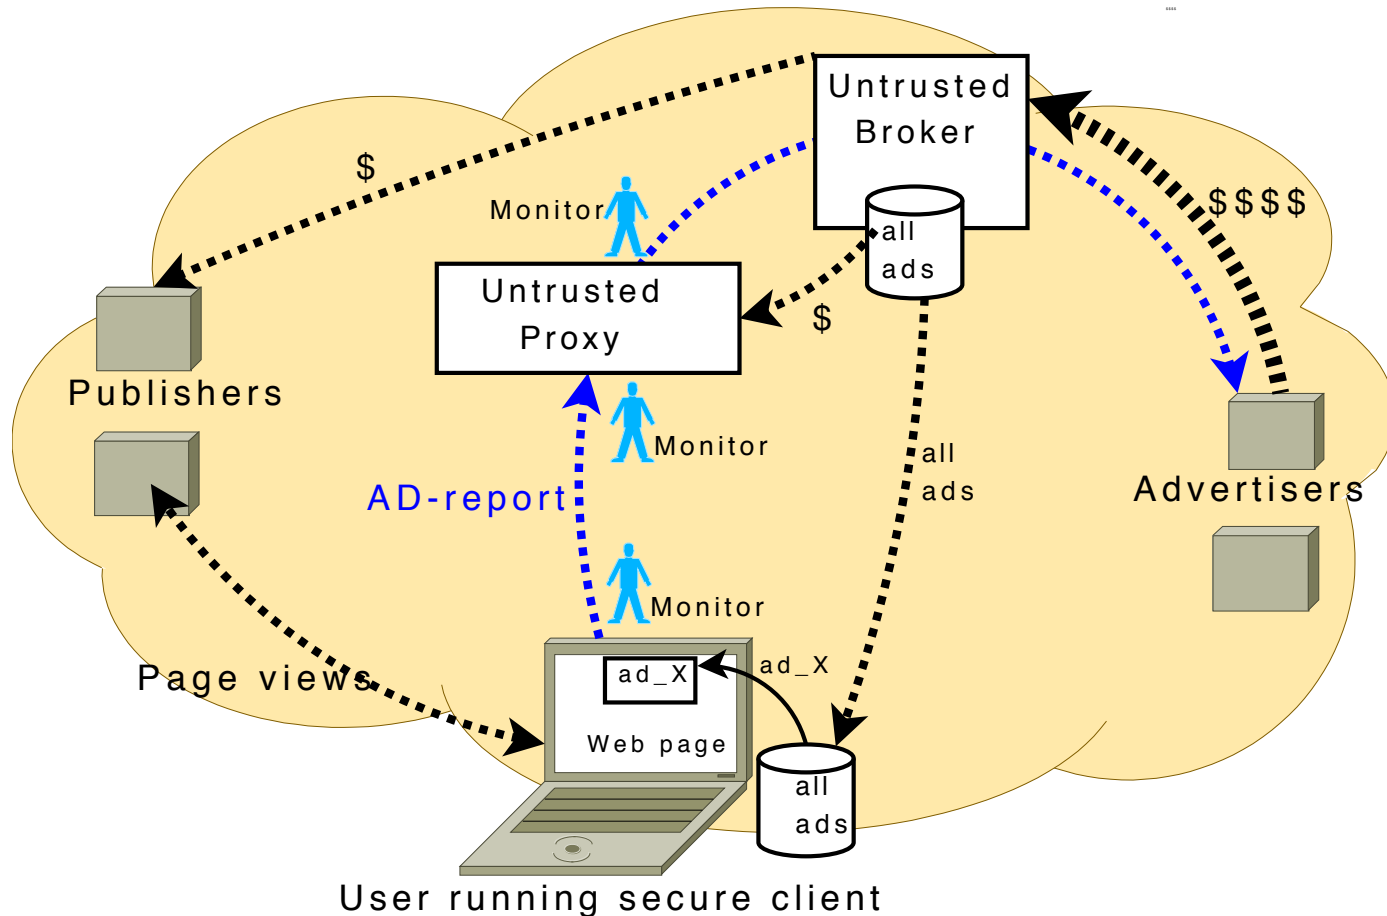 Untrusted
Broker
$
$$$$
Monitor
all
ads
Untrusted
Proxy
$
Publishers
Monitor
all
ads
AD-report
Advertisers
Monitor
Page views
ad_X
ad_X
Web page
all
ads
User running secure client